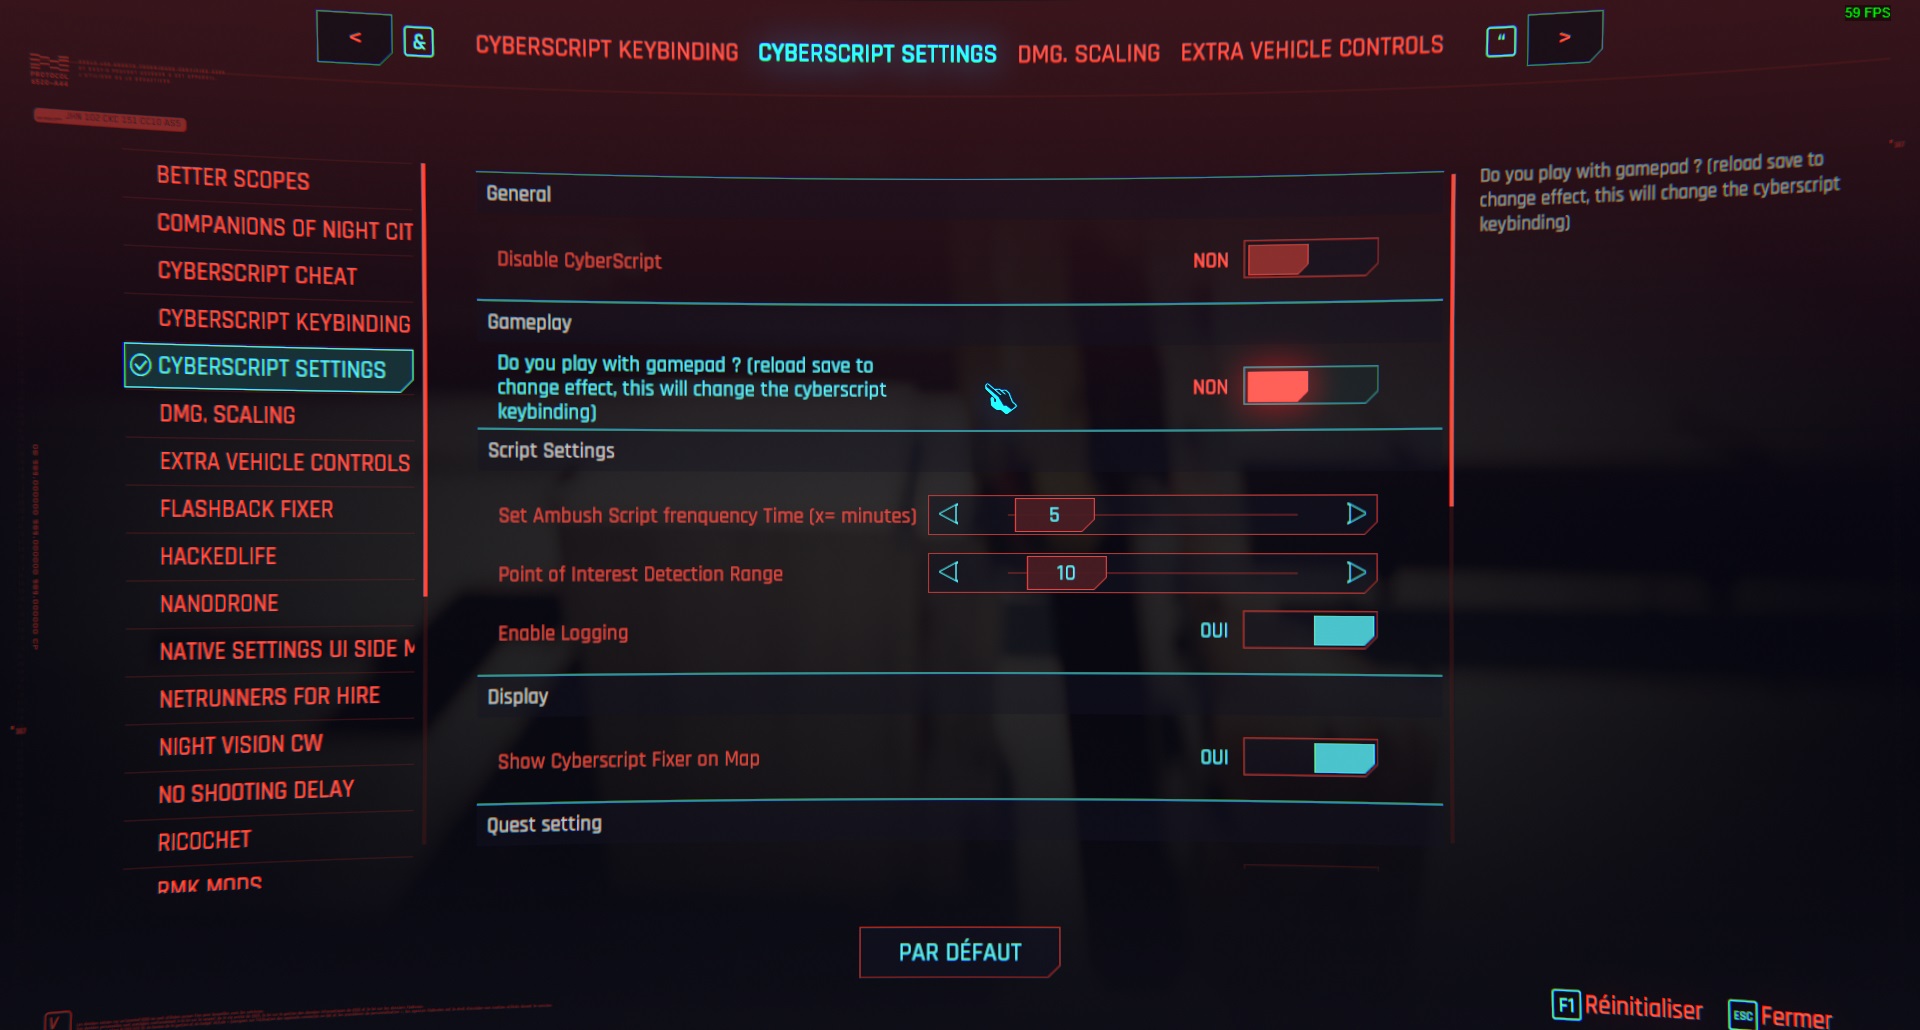 59 FPS
<
&
CYBERSCRIPT KEYBINDING
CYBERSCRIPT SETTINGS
DMG. SCALING
EXTRA VEHICLE CONTROLS
“
>
BETTER SCOPES
COMPANIONS OF NIGHT CIT
CYBERSCRIPT CHEAT
CYBERSCRIPT KEYBINDING
CYBERSCRIPT SETTINGS
DMG. SCALING
EXTRA VEHICLE CONTROLS
FLASHBACK FIXER
HACKEDLIFE
NANODRONE
NATIVE SETTINGS UI SIDE M
NETRUNNERS FOR HIRE
NIGHT VISION CW
NO SHOOTING DELAY
RICOCHET
RMK MODS
General
Disable CyberScript
NON
Gameplay
Do you play with gamepad ? (reload save to
change effect, this will change the cyberscript
keybinding)
NON
Script Settings
Set Ambush Script frenquency Time (x= minutes)
5
Point of Interest Detection Range
10
Enable Logging
OUI
Display
Show Cyberscript Fixer on Map
OUI
Quest setting
Do you play with gamepad ? (reload save to
change effect, this will change the cyberscript
keybinding)
PAR DÉFAUT
F1 Réinitialiser
ESC Fermer